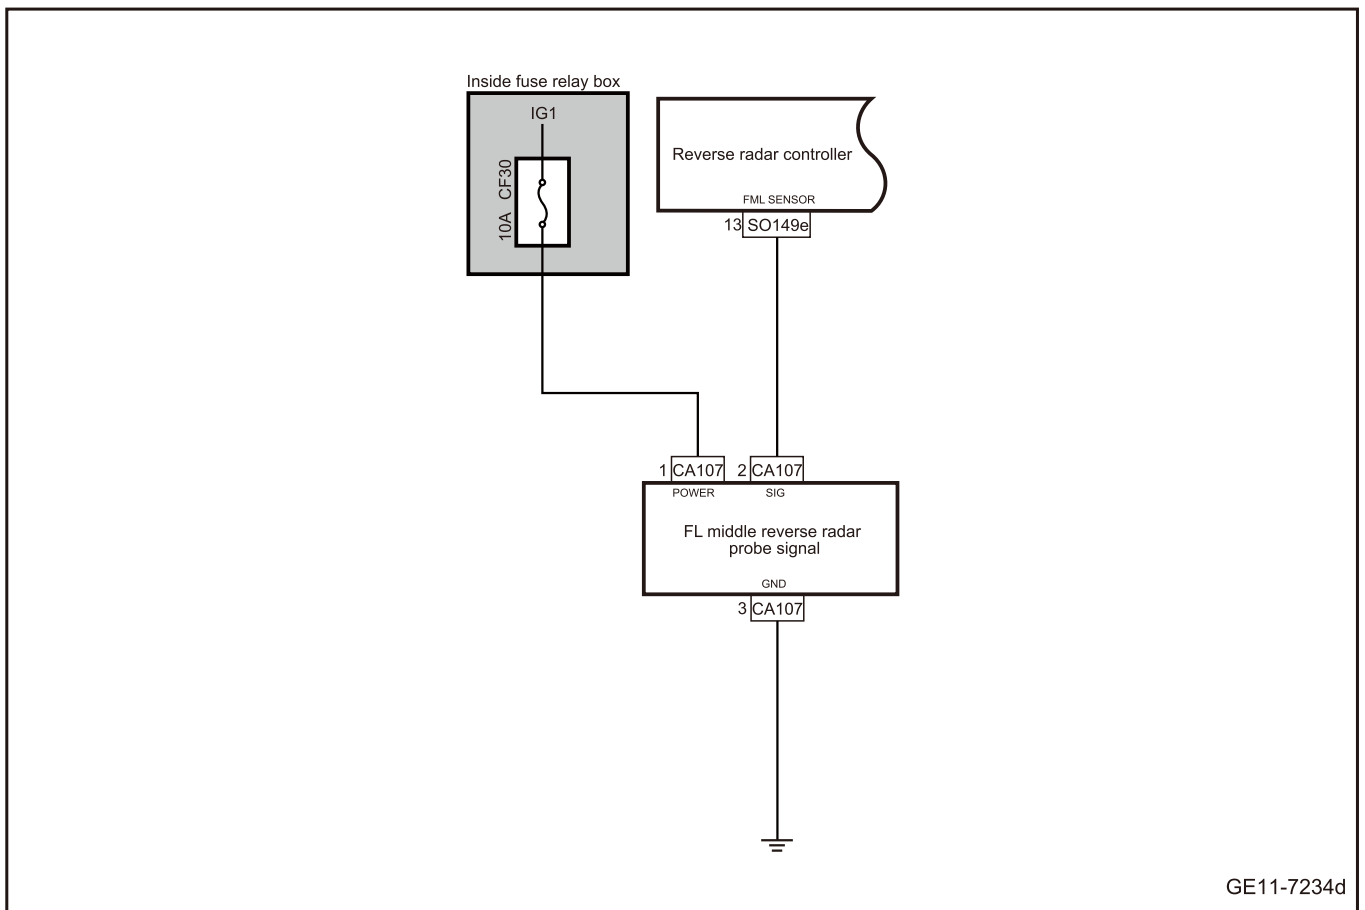 Inside fuse relay box
IG1
10A CF30
Reverse radar controller
FML SENSOR
13 SO149e
1 CA107 2 CA107
POWER SIG
FL middle reverse radar
probe signal
GND
3 CA107
GE11-7234d